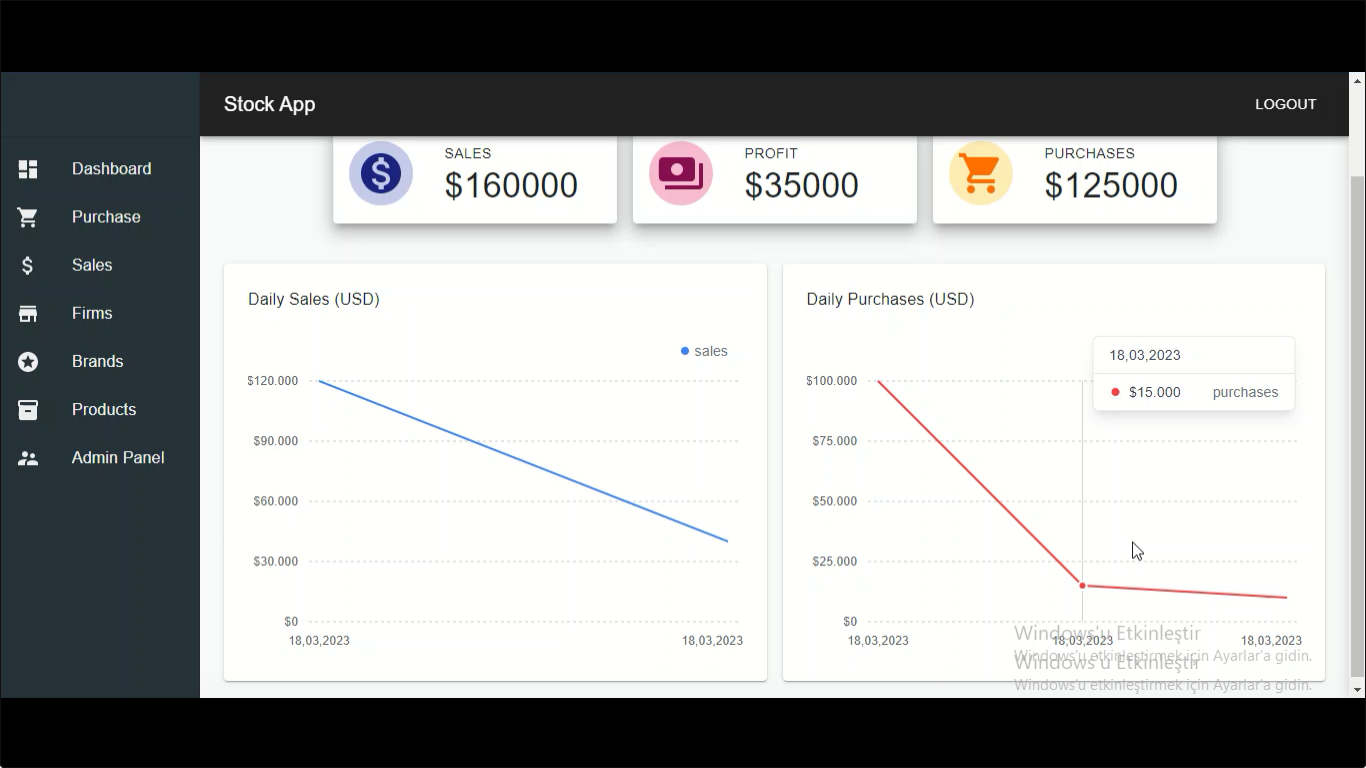 Stock App
LOGOUT
Dashboard
Purchase
Sales
Firms
Brands
Products
Admin Panel
SALES
$160000
PROFIT
$35000
PURCHASES
$125000
Daily Sales (USD)
sales
$120.000
$90.000
$60.000
$30.000
$0
18,03,2023
18,03,2023
Daily Purchases (USD)
18,03,2023
$15.000 purchases
$100.000
$75.000
$50.000
$25.000
$0
18,03,2023
18,03,2023
18,03,2023
Windows'u Etkinleştir
Windows'u etkinleştirmek için Ayarlar'a gidin.
Windows'u Etkinleştir
Windows'u etkinleştirmek için Ayarlar'a gidin.